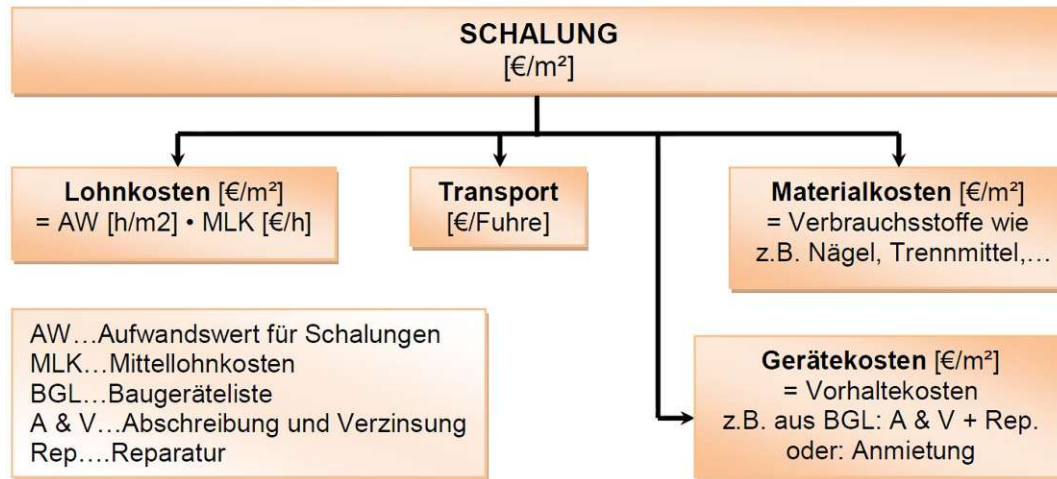 SCHALUNG
[€/m²]
Lohnkosten [€/m²]
= AW [h/m2] • MLK [€/h]
Transport
[€/Fuhre]
Materialkosten [€/m²]
= Verbrauchsstoffe wie
z.B. Nägel, Trennmittel,…
AW…Aufwandswert für Schalungen
MLK…Mittellohnkosten
BGL…Baugeräteliste
A & V…Abschreibung und Verzinsung
Rep….Reparatur
Gerätekosten [€/m²]
= Vorhaltekosten
z.B. aus BGL: A & V + Rep.
oder: Anmietung